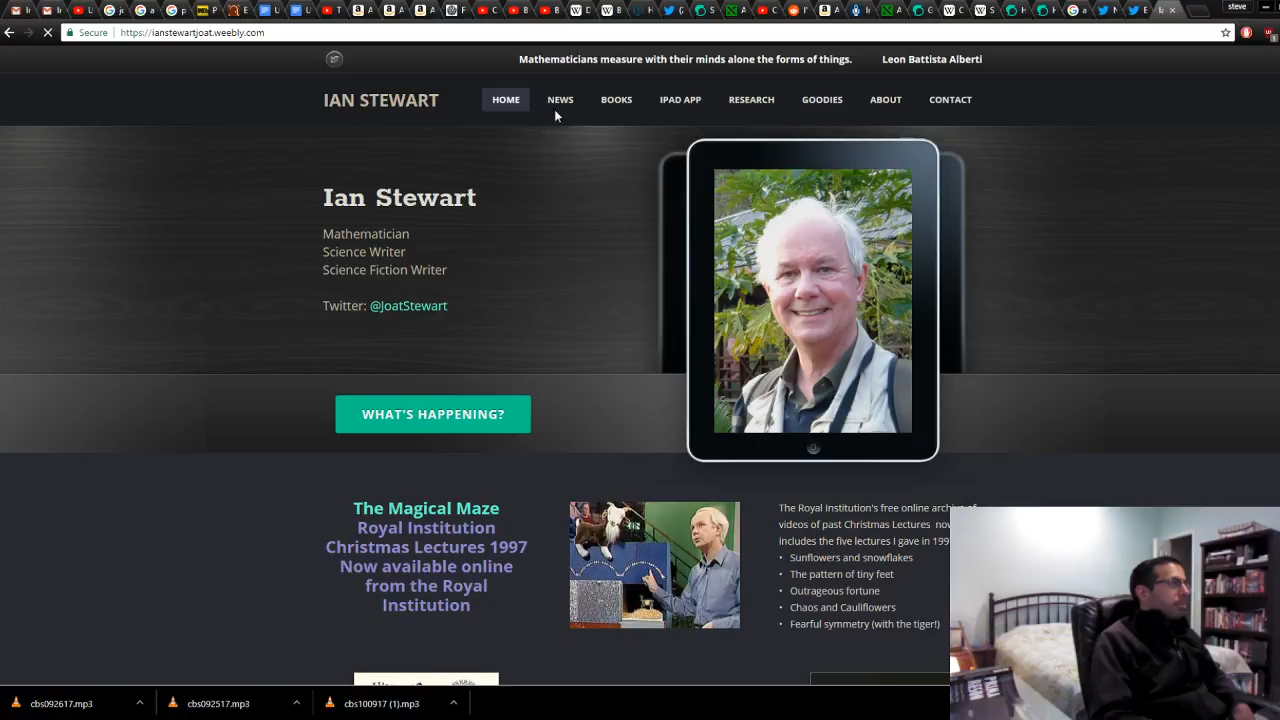 steve
Secure https://ianstewartjoat.weebly.com
Mathematicians measure with their minds alone the forms of things. Leon Battista Alberti
IAN STEWART
HOME NEWS BOOKS IPAD APP RESEARCH GOODIES ABOUT CONTACT
Ian Stewart
Mathematician
Science Writer
Science Fiction Writer
Twitter: @JoatStewart
WHAT'S HAPPENING?
The Magical Maze
Royal Institution
Christmas Lectures 1997
Now available online
from the Royal
Institution
The Royal Institution's free online archive of
videos of past Christmas Lectures now
includes the five lectures I gave in 199
• Sunflowers and snowflakes
• The pattern of tiny feet
• Outrageous fortune
• Chaos and Cauliflowers
• Fearful symmetry (with the tiger!)
cbs092617.mp3
cbs092517.mp3
cbs100917 (1).mp3